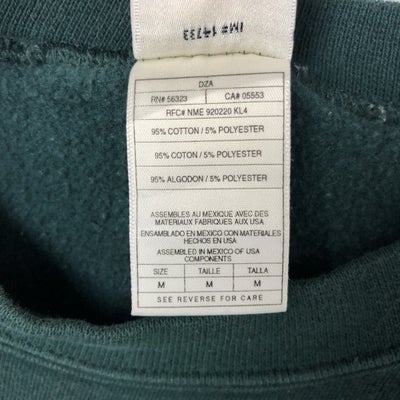 IM# 14733
DZA
RN# 56323 CA# 05553
RFC# NME 920220 KL4
95% COTTON / 5% POLYESTER
95% COTON / 5% POLYESTER
95% ALGODON / 5% POLYESTER
ASSEMBLES AU MEXIQUE AVEC DES
MATERIAUX FRANCAIS EN USA
ENSAMBLADO EN MEXICO CON MATERIALES
HECHOS EN USA
ASSEMBLED IN MEXICO OF USA
COMPONENTS
SIZE TAILLE TALLA
M M M
SEE REVERSE FOR CARE